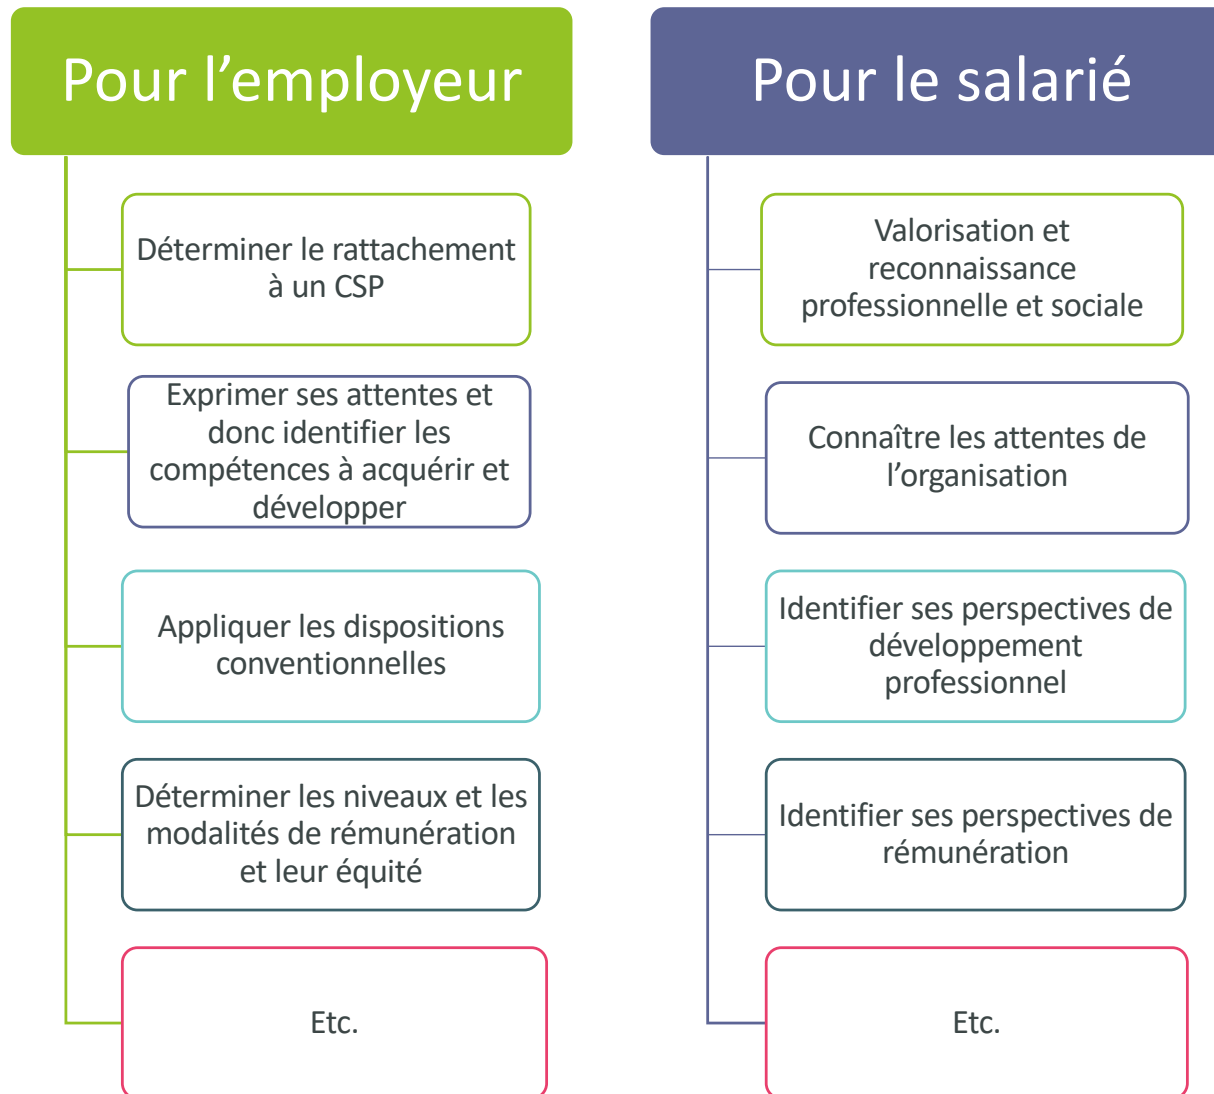 Pour l’employeur
Déterminer le rattachement
à un CSP
Exprimer ses attentes et
donc identifier les
compétences à acquérir et
développer
Appliquer les dispositions
conventionnelles
Déterminer les niveaux et les
modalités de rémunération
et leur équité
Etc.
Pour le salarié
Valorisation et
reconnaissance
professionnelle et sociale
Connaître les attentes de
l’organisation
Identifier ses perspectives de
développement
professionnel
Identifier ses perspectives de
rémunération
Etc.